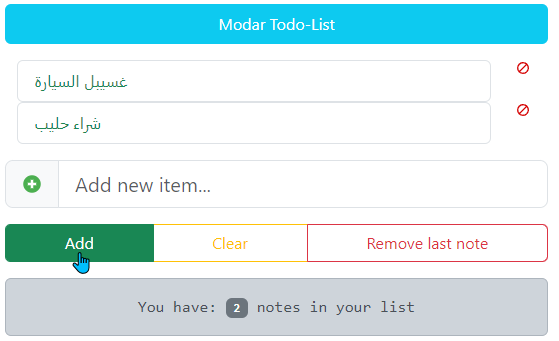 Modar Todo-List
غسيبل السيارة
شراء حليب
Add new item...
Add
Clear
Remove last note
You have: 2 notes in your list